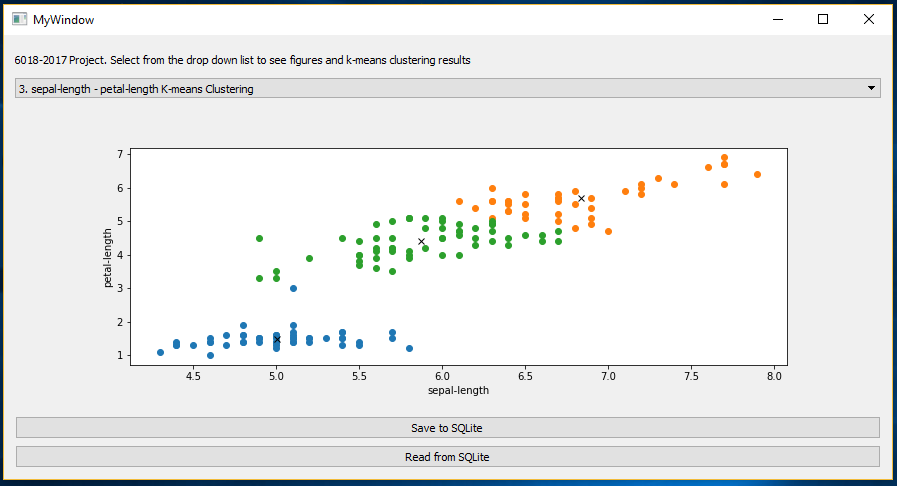 MyWindow
6018-2017 Project. Select from the drop down list to see figures and k-means clustering results
3. sepal-length - petal-length K-means Clustering
7
6
5
4
3
2
1
petal-length
4.5 5.0 5.5 6.0 6.5 7.0 7.5 8.0
sepal-length
Save to SQLite
Read from SQLite